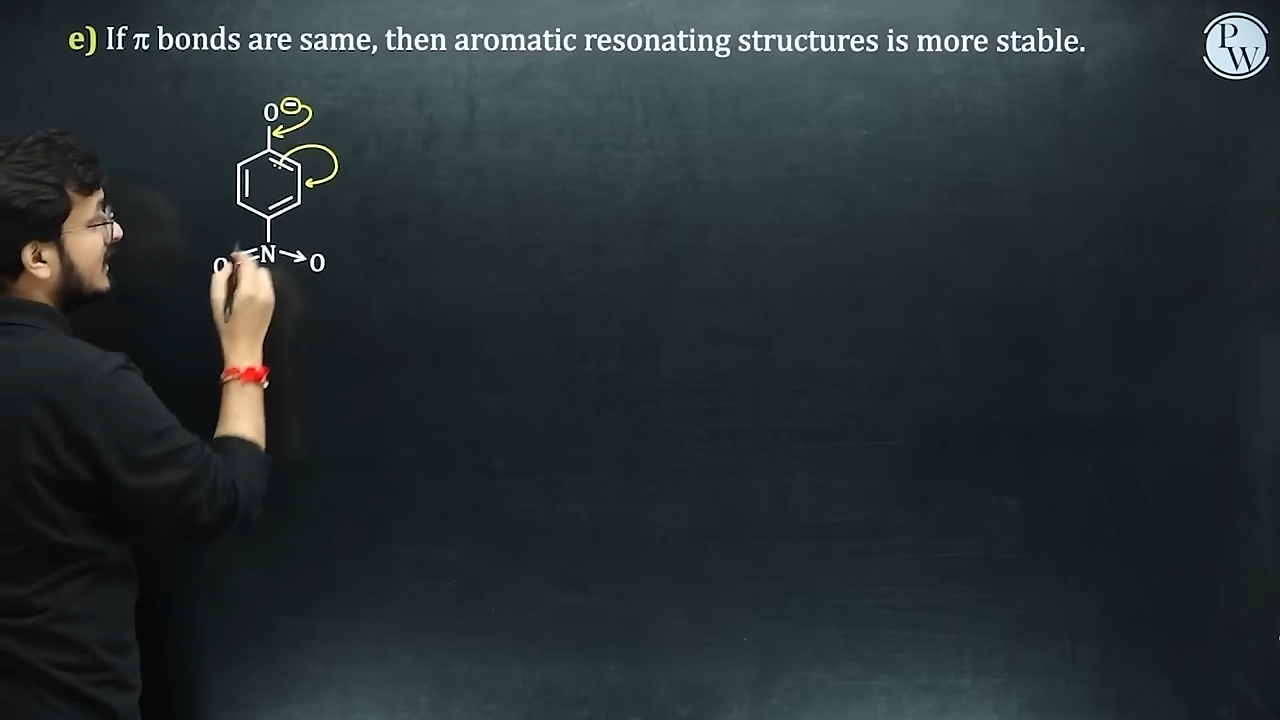 e) If π bonds are same, then aromatic resonating structures is more stable.
P
W
O⊖
N→O
O